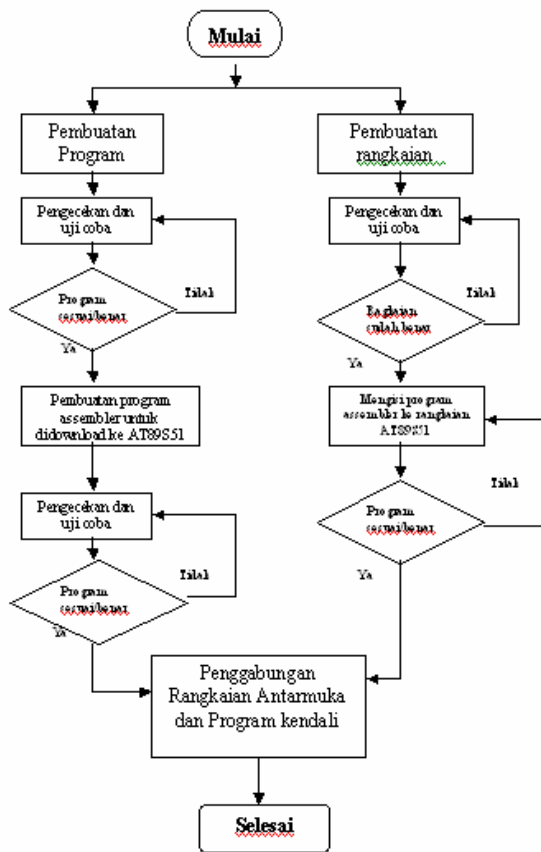 Mulai
Pembuatan
Program
Pengecekan dan
uji coba
Program
sesuai/benar
Tidak
Ya
Pembuatan program
assembler untuk
didownload ke AT89S51
Pengecekan dan
uji coba
Program
sesuai/benar
Tidak
Ya
Pembuatan
rangkaian
Pengecekan dan
uji coba
sudah benar
Tidak
Ya
Mengisi program
assembler ke rangkaian
AT89S51
Program
sesuai/benar
Tidak
Ya
Penggabungan
Rangkaian Antarmuka
dan Program kendali
Selesai